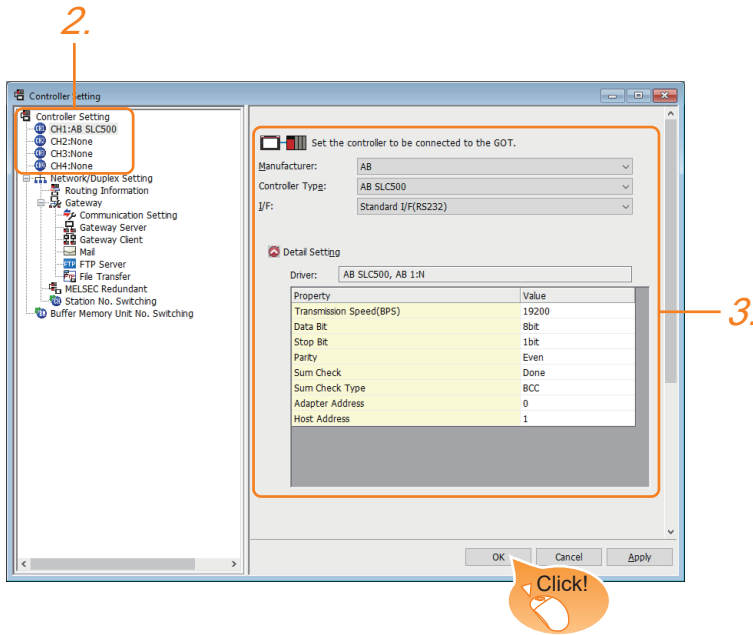 2.
Controller Setting
Controller Setting
CH1:AB SLC500
CH2:None
CH3:None
CH4:None
Network/Duplex Setting
Routing Information
Gateway
Communication Setting
Gateway Server
Gateway Client
Mail
FTP Server
File Transfer
MELSEC Redundant
Station No. Switching
Buffer Memory Unit No. Switching
Set the controller to be connected to the GOT.
Manufacturer: AB
Controller Type: AB SLC500
I/F: Standard I/F(RS232)
Detail Setting
Driver: AB SLC500, AB 1:N
Property Value
Transmission Speed(BPS) 19200
Data Bit 8bit
Stop Bit 1bit
Parity Even
Sum Check Done
Sum Check Type BCC
Adapter Address 0
Host Address 1
3.
OK Cancel Apply
Click!